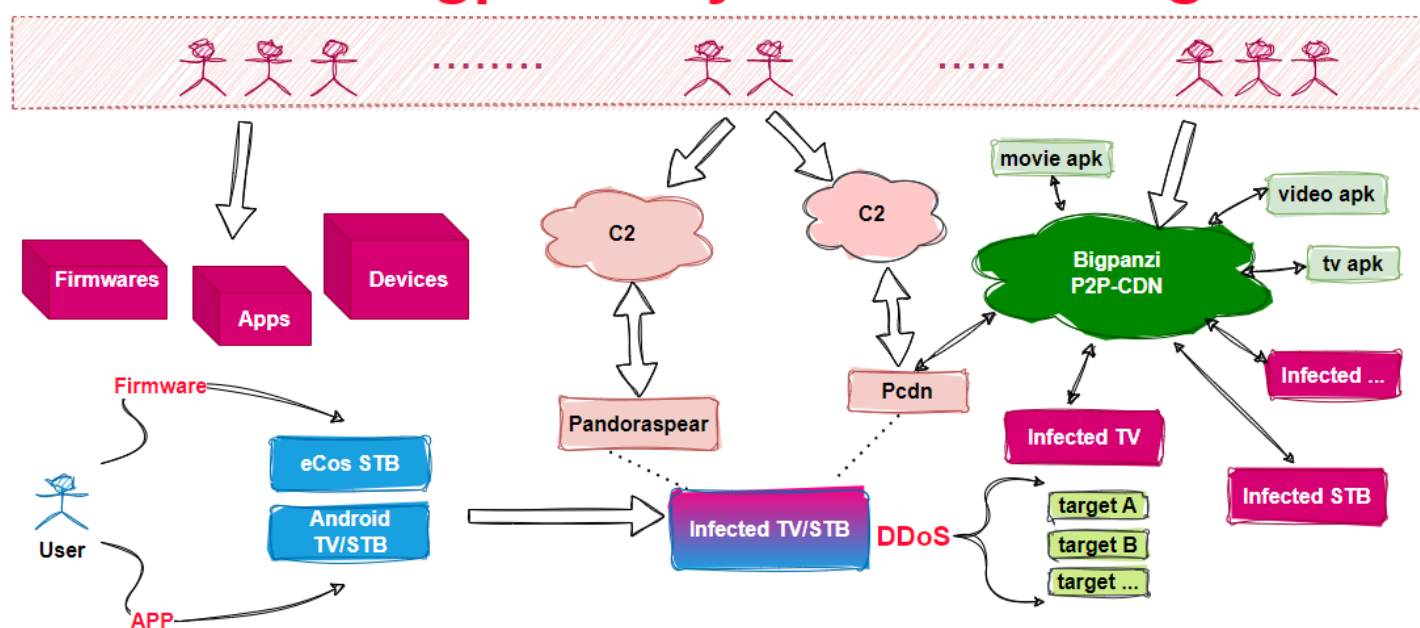 movie apk
video apk
C2
C2
Bigpanzi
P2P-CDN
tv apk
Firmwares
Devices
Apps
Firmware
Pcdn
Infected ...
Pandoraspear
Infected TV
eCos STB
Infected STB
Android
TV/STB
Infected TV/STB
DDoS
target A
target B
target ...
User
APP